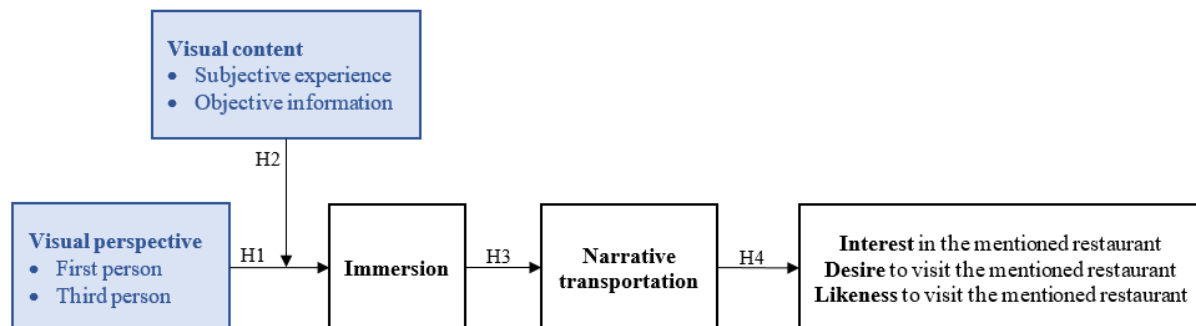 Visual content
• Subjective experience
• Objective information
H2
Visual perspective
• First person
• Third person
H1
Immersion
H3
Narrative
transportation
H4
Interest in the mentioned restaurant
Desire to visit the mentioned restaurant
Likeness to visit the mentioned restaurant